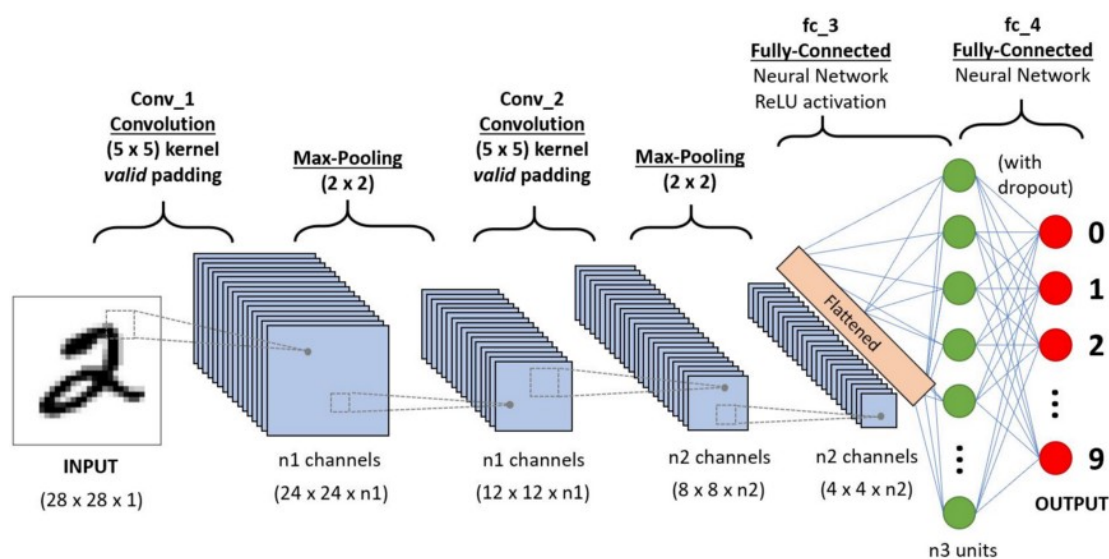 fc_3
Fully-Connected
Neural Network
ReLU activation
fc_4
Fully-Connected
Neural Network
Conv_1
Convolution
(5 x 5) kernel
valid padding
Max-Pooling
(2 x 2)
Conv_2
Convolution
(5 x 5) kernel
valid padding
Max-Pooling
(2 x 2)
(with
dropout)
Flattened
0
1
2
9
INPUT
(28 x 28 x 1)
n1 channels
(24 x 24 x n1)
n1 channels
(12 x 12 x n1)
n2 channels
(8 x 8 x n2)
n2 channels
(4 x 4 x n2)
OUTPUT
n3 units
2